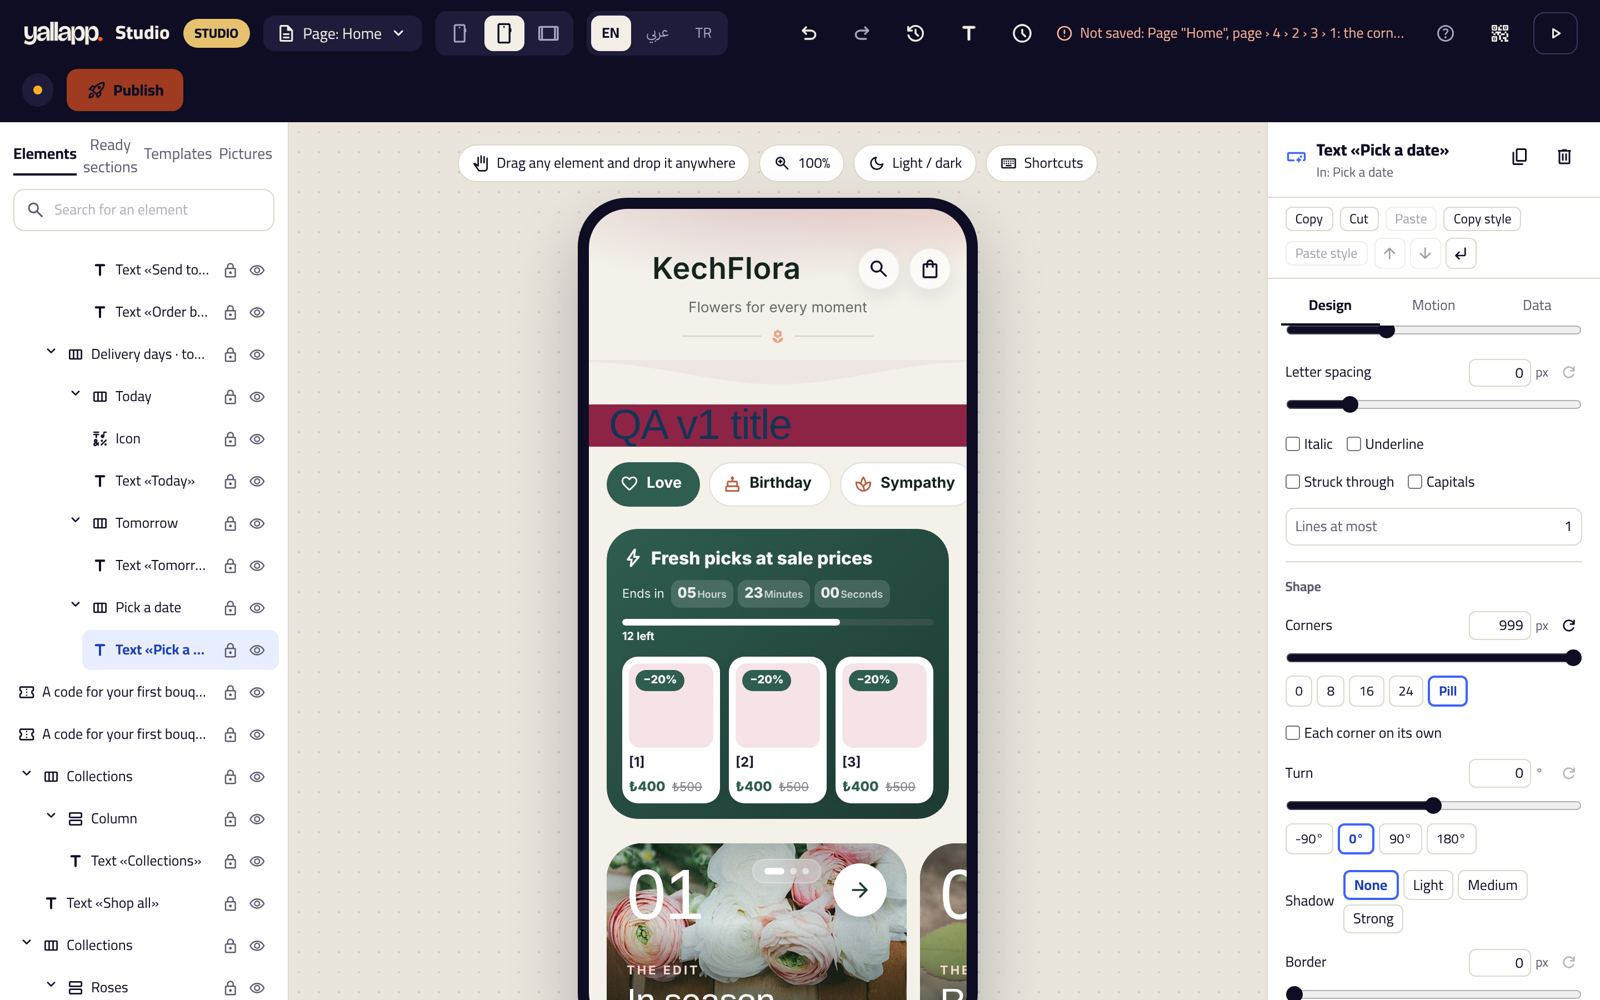 yallapp. Studio STUDIO Page: Home EN عربي TR Not saved: Page "Home", page › 4 › 2 › 3 › 1: the corn...
Publish
Elements Ready sections Templates Pictures
Search for an element
Text «Send to...
Text «Order b...
Delivery days · to...
Today
Icon
Text «Today»
Tomorrow
Text «Tomorr...
Pick a date
Text «Pick a ...
A code for your first bouq...
A code for your first bouq...
Collections
Column
Text «Collections»
Text «Shop all»
Collections
Roses
Drag any element and drop it anywhere 100% Light / dark Shortcuts
KechFlora
Flowers for every moment
QA v1 title
Love Birthday Sympathy
Fresh picks at sale prices
Ends in 05 Hours 23 Minutes 00 Seconds
12 left
−20% −20% −20%
[1] [2] [3]
₺400 ₺500 ₺400 ₺500 ₺400 ₺500
01
THE EDIT THE
In season
Text «Pick a date»
In: Pick a date
Copy Cut Paste Copy style
Paste style
Design Motion Data
Letter spacing 0 px
Italic Underline
Struck through Capitals
Lines at most 1
Shape
Corners 999 px
0 8 16 24 Pill
Each corner on its own
Turn 0 °
-90° 0° 90° 180°
Shadow None Light Medium
Strong
Border 0 px